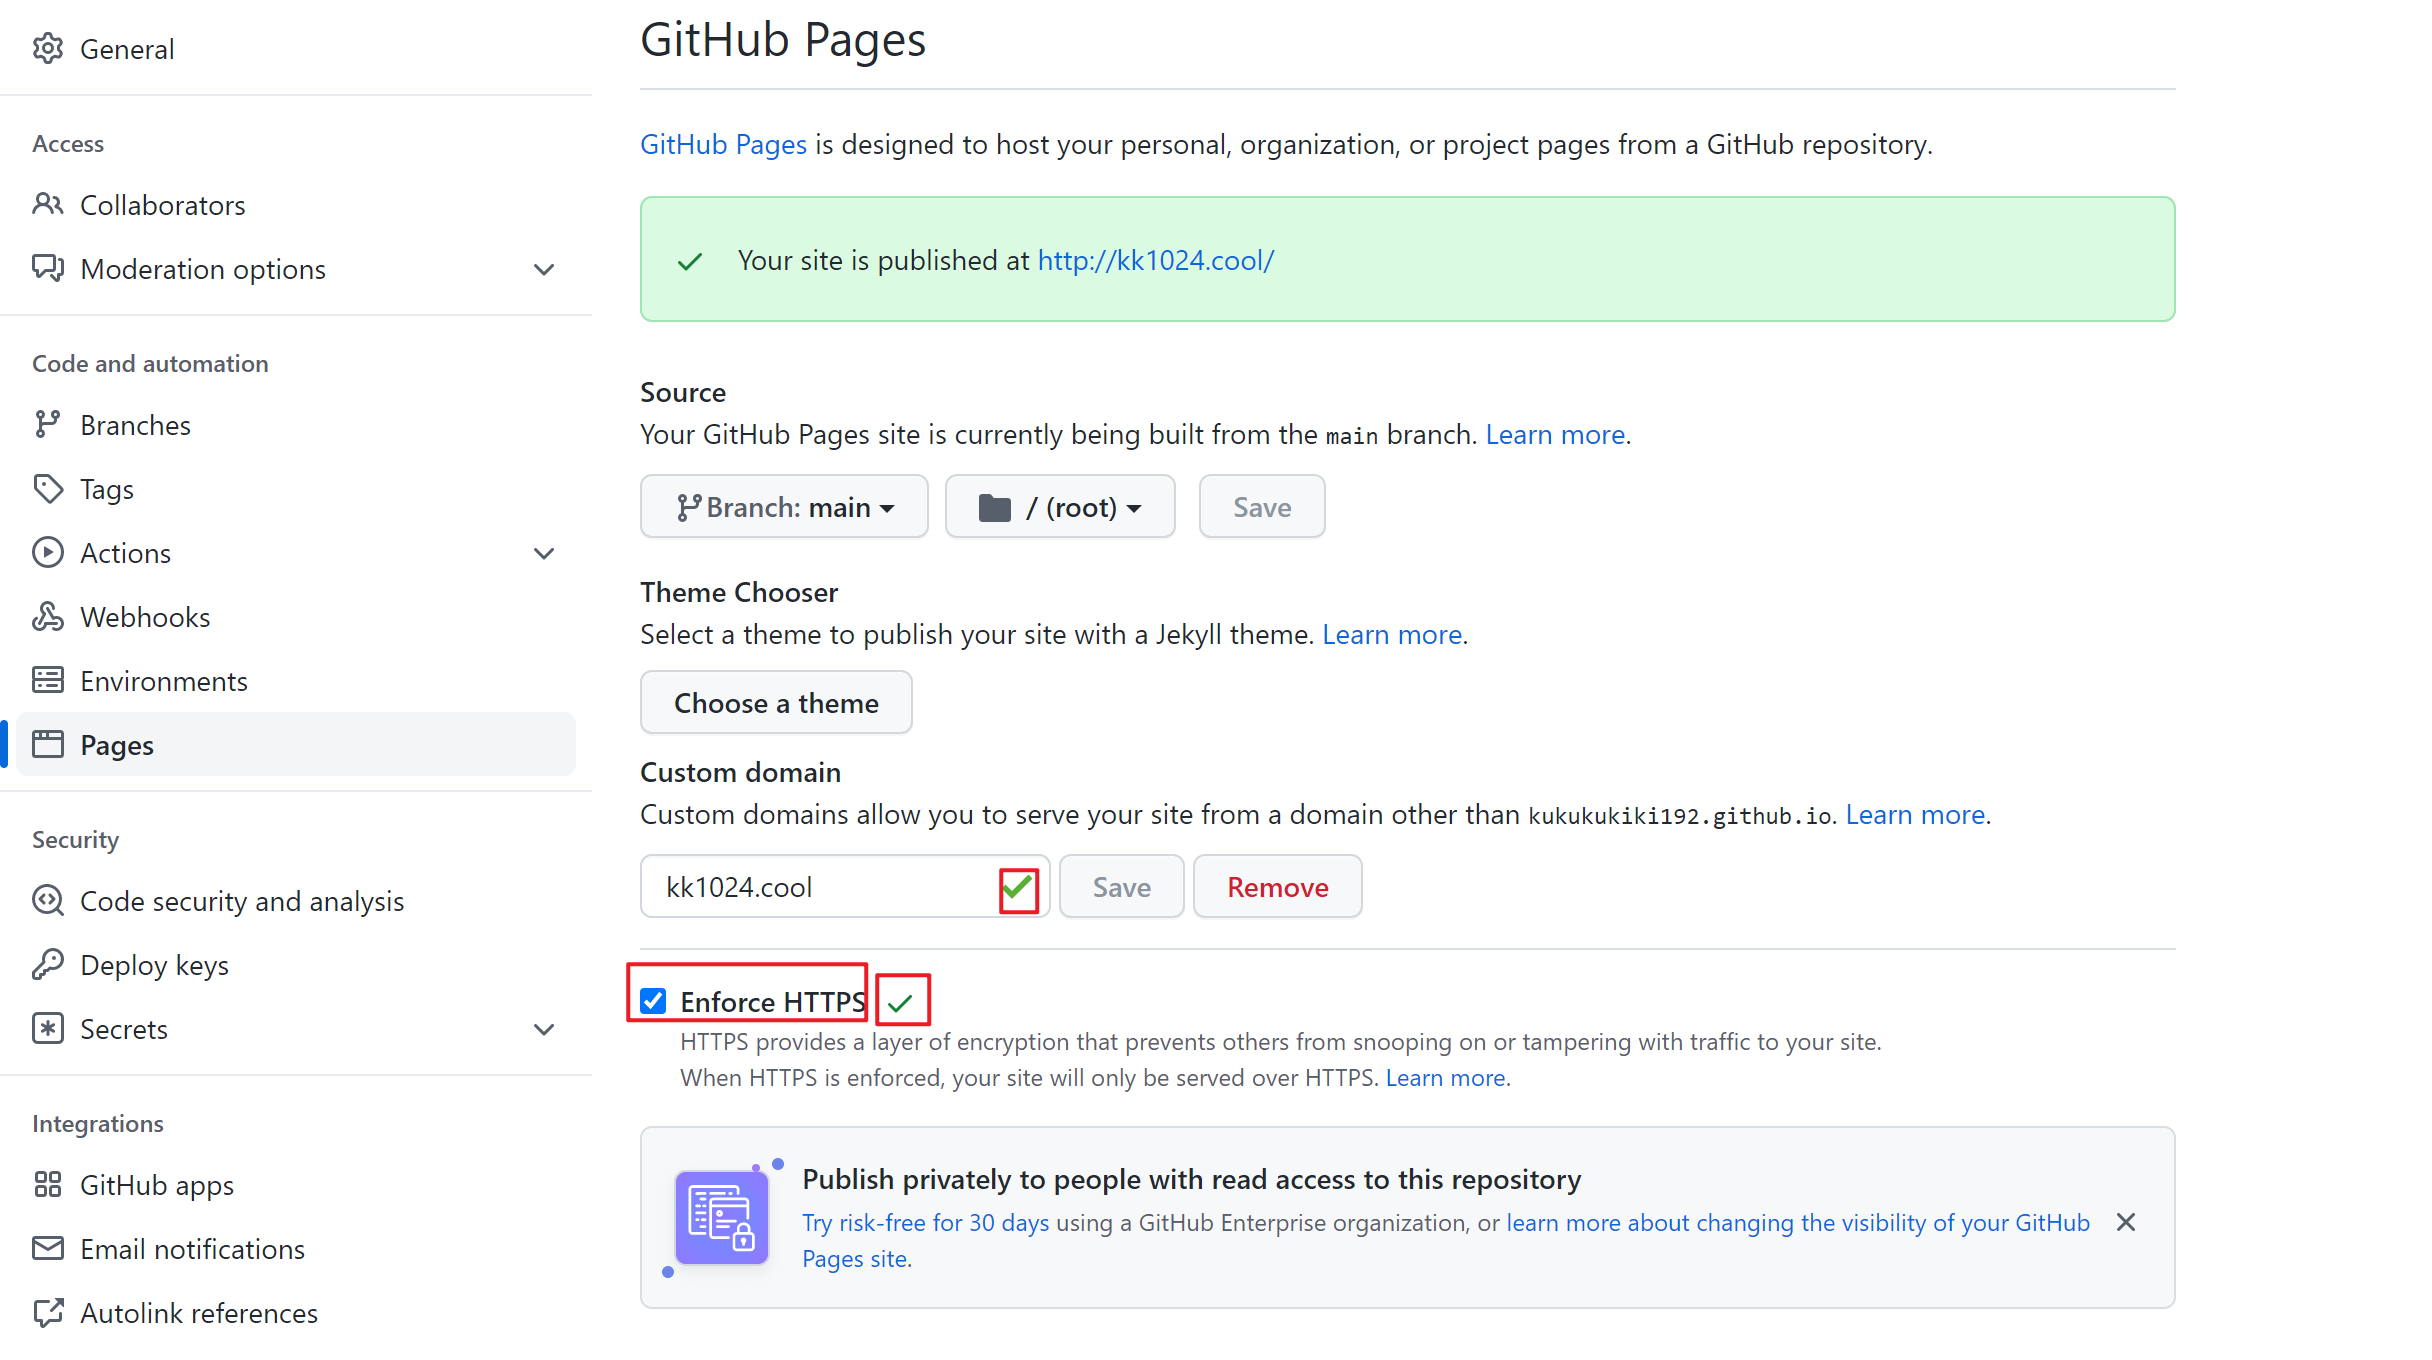 General
Access
Collaborators
Moderation options
Code and automation
Branches
Tags
Actions
Webhooks
Environments
Pages
Security
Code security and analysis
Deploy keys
Secrets
Integrations
GitHub apps
Email notifications
Autolink references
GitHub Pages
GitHub Pages is designed to host your personal, organization, or project pages from a GitHub repository.
Your site is published at http://kk1024.cool/
Source
Your GitHub Pages site is currently being built from the main branch. Learn more.
Branch: main
/ (root)
Save
Theme Chooser
Select a theme to publish your site with a Jekyll theme. Learn more.
Choose a theme
Custom domain
Custom domains allow you to serve your site from a domain other than kukukukiki192.github.io. Learn more.
kk1024.cool
Save
Remove
Enforce HTTPS
HTTPS provides a layer of encryption that prevents others from snooping on or tampering with traffic to your site.
When HTTPS is enforced, your site will only be served over HTTPS. Learn more.
Publish privately to people with read access to this repository
Try risk-free for 30 days using a GitHub Enterprise organization, or learn more about changing the visibility of your GitHub
Pages site.